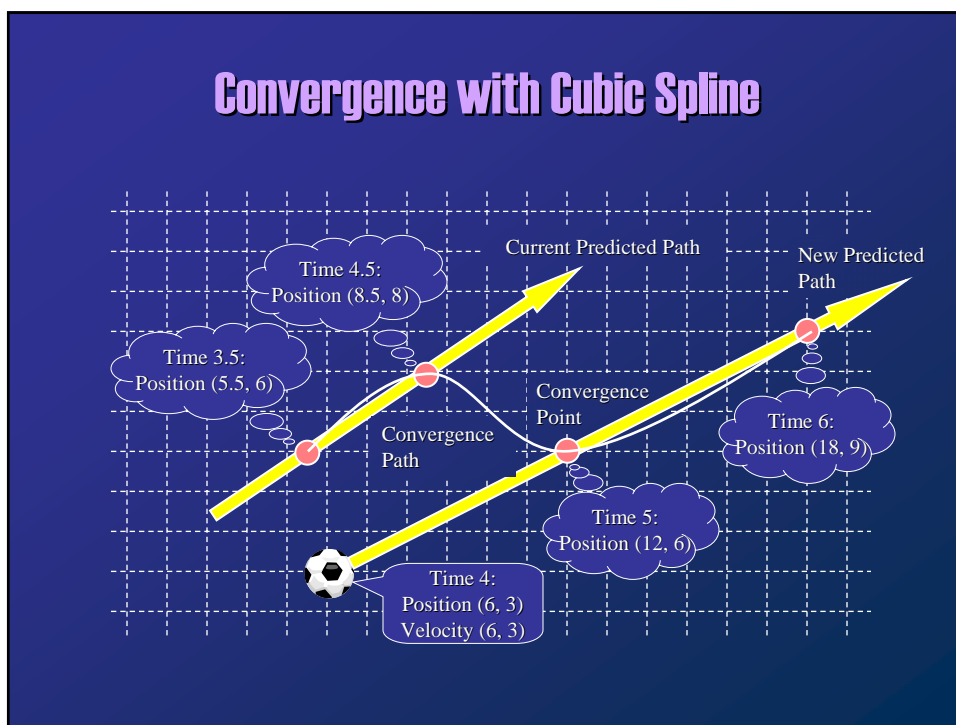 Convergence with Cubic Spline
Current Predicted Path
New Predicted
Path
Time 4.5:
Position (8.5, 8)
Time 3.5:
Position (5.5, 6)
Convergence
Point
Convergence
Path
Time 6:
Position (18, 9)
Time 5:
Position (12, 6)
Time 4:
Position (6, 3)
Velocity (6, 3)